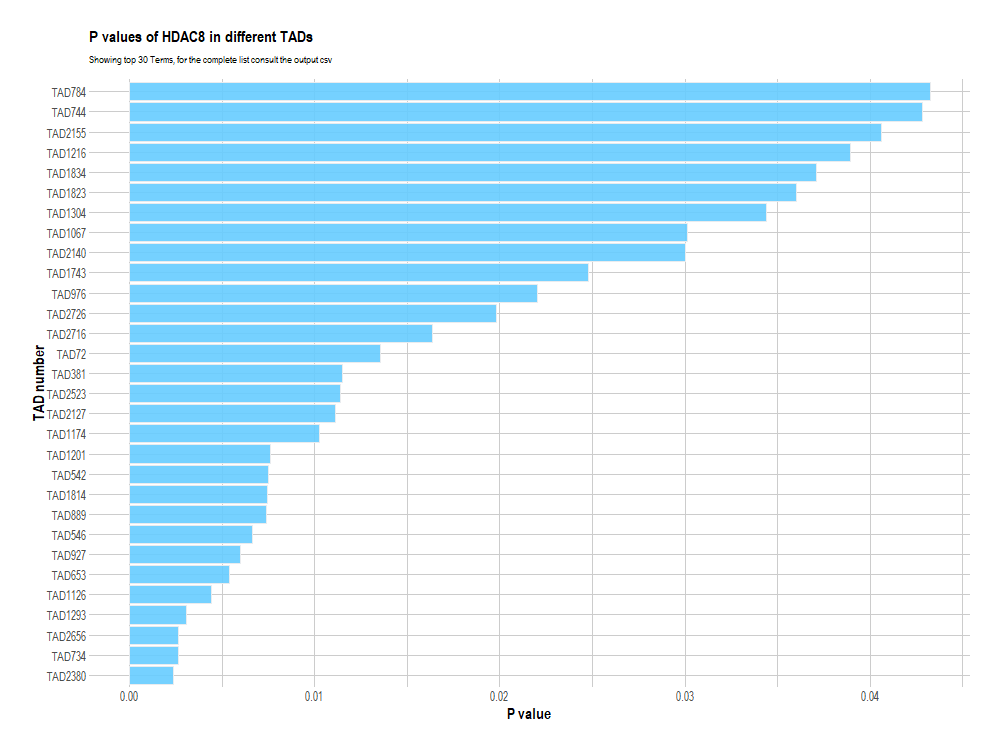 P values of HDAC8 in different TADs
Showing top 30 Terms, for the complete list consult the output csv
TAD number
TAD784
TAD744
TAD2155
TAD1216
TAD1834
TAD1823
TAD1304
TAD1067
TAD2140
TAD1743
TAD976
TAD2726
TAD2716
TAD72
TAD381
TAD2523
TAD2127
TAD1174
TAD1201
TAD542
TAD1814
TAD889
TAD546
TAD927
TAD653
TAD1126
TAD1293
TAD2656
TAD734
TAD2380
0.00 0.01 0.02 0.03 0.04
P value